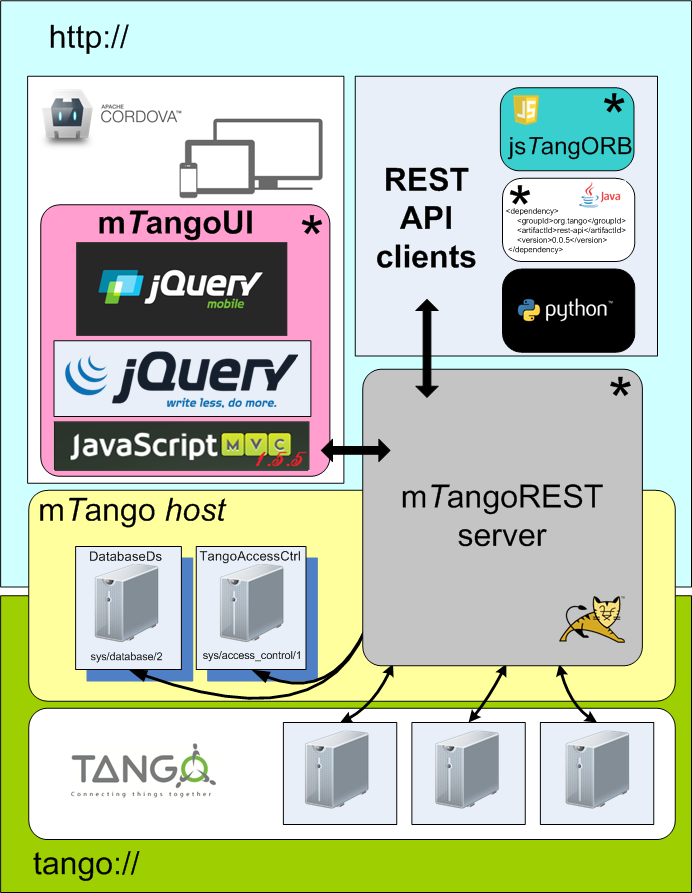 http://
APACHE
CORDOVA™
mTangoUI
*
jQuery
mobile
jQuery
write less, do more.
JavaScript MVC
1.5.5
REST
API
clients
JS
*
jsTangORB
*
Java
<dependency>
<groupId>org.tango</groupId>
<artifactId>rest-api</artifactId>
<version>0.0.5</version>
</dependency>
python™
*
mTangoREST
server
mTango host
DatabaseDs
sys/database/2
TangoAccessCtrl
sys/access_control/1
TANGO
Connecting things together
tango://